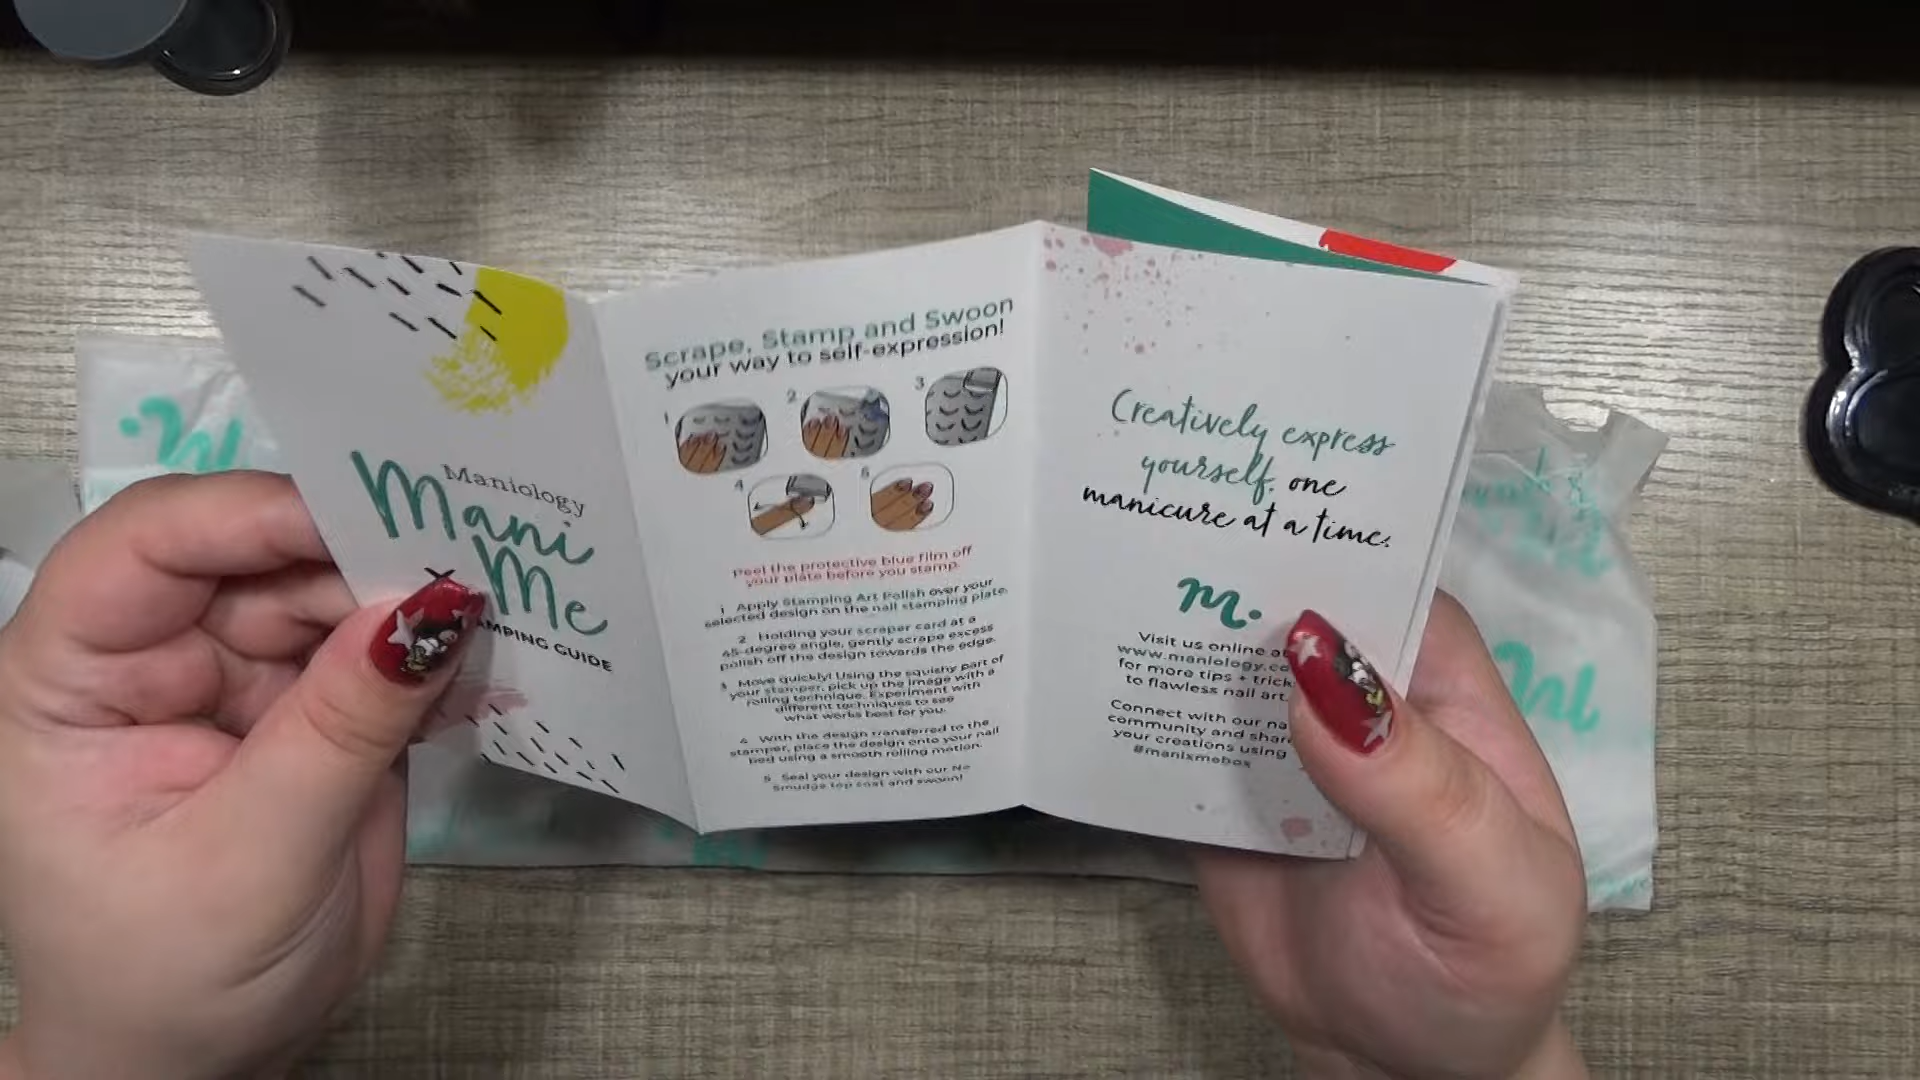 Maniology
Mani
x Me
AMPING GUIDE
Scrape, Stamp and Swoon
your way to self-expression!
1
2
3
4
5
Peel the protective blue film off
your plate before you stamp.
1 Apply Stamping Art Polish over your
selected design on the nail stamping plate.
2 Holding your scraper card at a
45-degree angle, gently scrape excess
polish off the design towards the edge.
3 Move quickly! Using the squishy part of
your stamper, pick up the image with a
rolling technique. Experiment with
different techniques to see
what works best for you.
4 With the design transferred to the
stamper, place the design onto your nail
bed using a smooth rolling motion.
5 Seal your design with our No
Smudge top coat and swoon!
Creatively express
yourself, one
manicure at a time.
m.
Visit us online at
www.maniology.co
for more tips + trick
to flawless nail art.
Connect with our na
community and shar
your creations using
#manixmebox